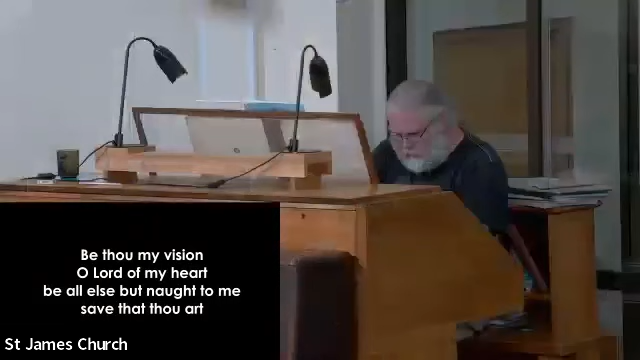 Be thou my vision
O Lord of my heart
be all else but naught to me
save that thou art
St James Church